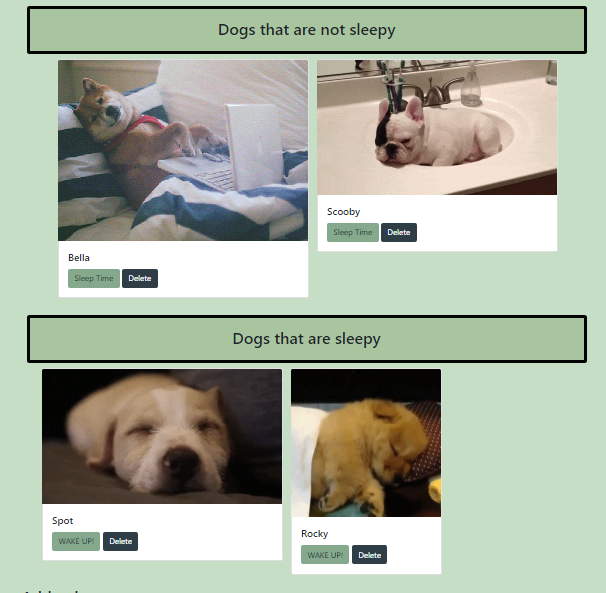 Dogs that are not sleepy
Bella
Sleep Time Delete
Scooby
Sleep Time Delete
Dogs that are sleepy
Spot
WAKE UP! Delete
Rocky
WAKE UP! Delete